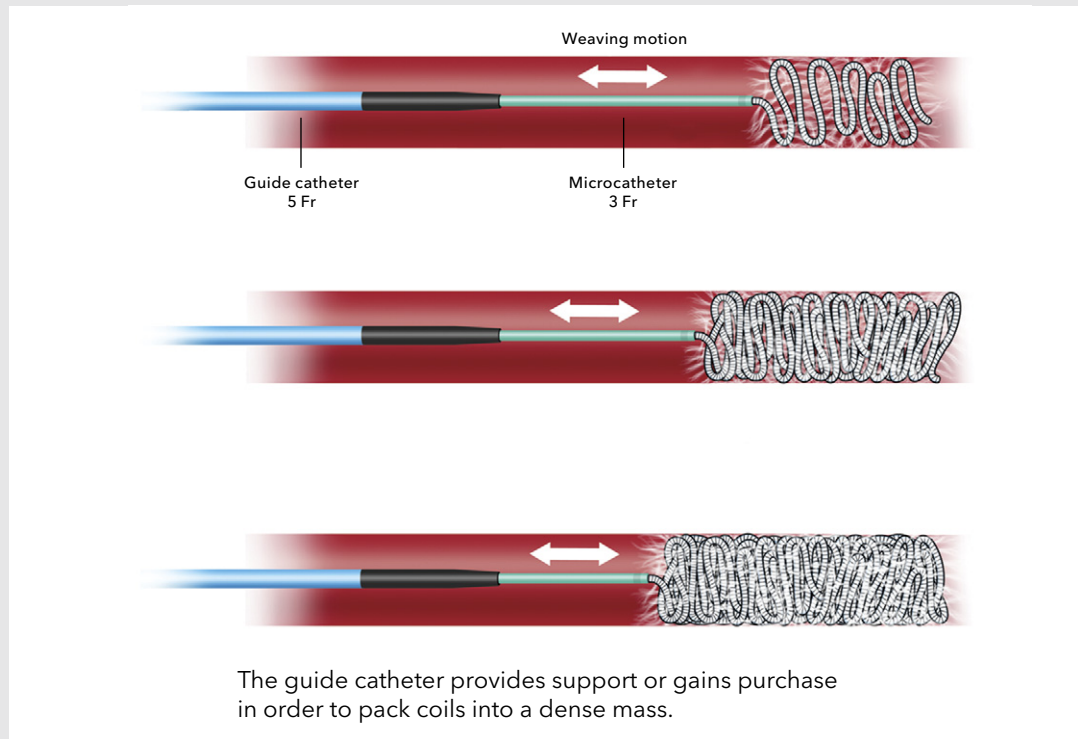 Weaving motion
Guide catheter
5 Fr
Microcatheter
3 Fr
The guide catheter provides support or gains purchase
in order to pack coils into a dense mass.